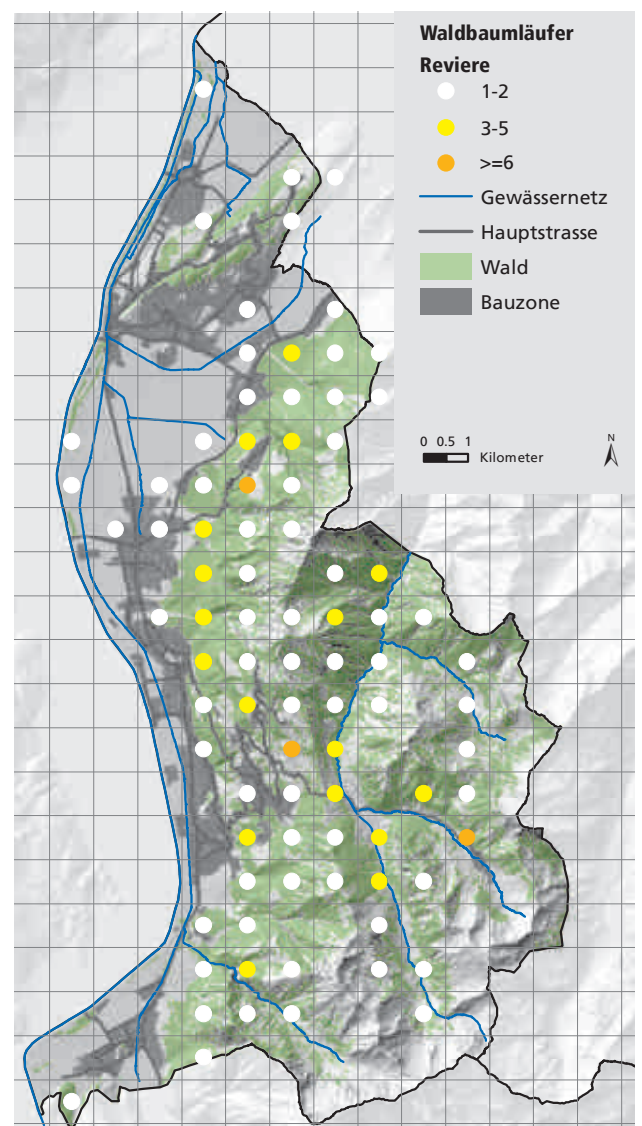 Waldbaumläufer
Reviere
1-2
3-5
>=6
Gewässernetz
Hauptstrasse
Wald
Bauzone
0 0.5 1
Kilometer
N